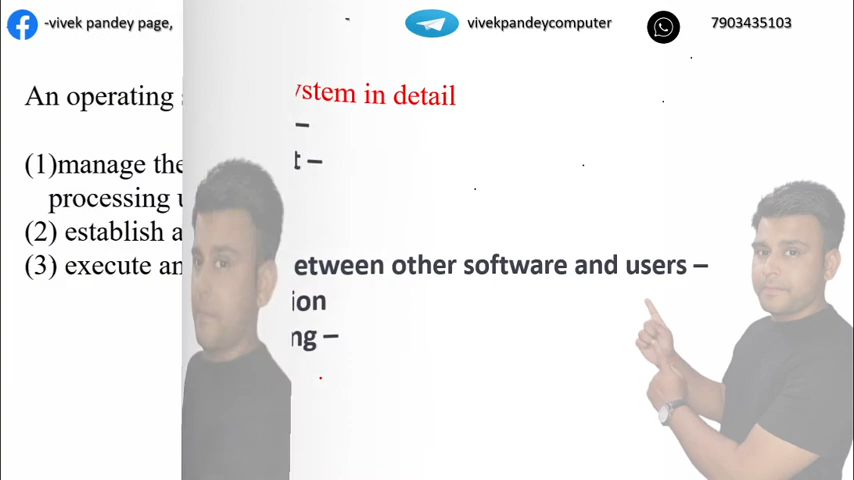 -vivek pandey page,
vivekpandeycomputer
7903435103
An operating
ystem in detail
–
(1)manage the
t –
processing
(2) establish a
(3) execute an
etween other software and users –
ion
ng –